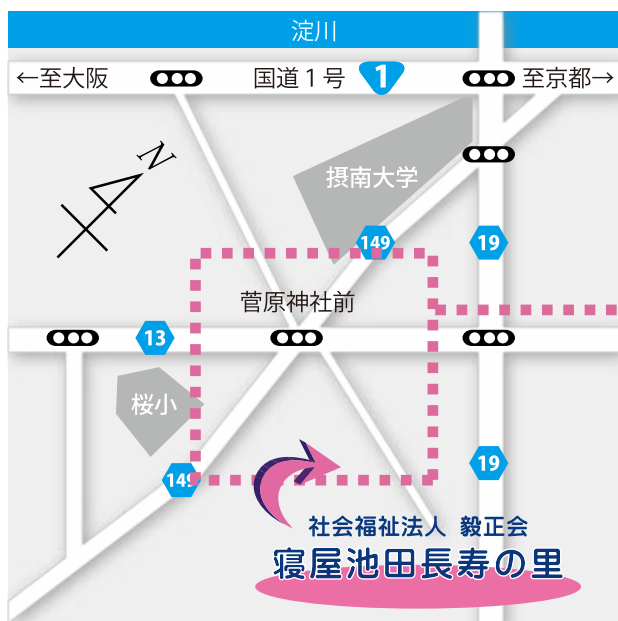 淀川
←至大阪
国道1号
1
至京都→
N
摂南大学
149
19
菅原神社前
13
桜小
149
19
社会福祉法人 毅正会
寝屋池田長寿の里